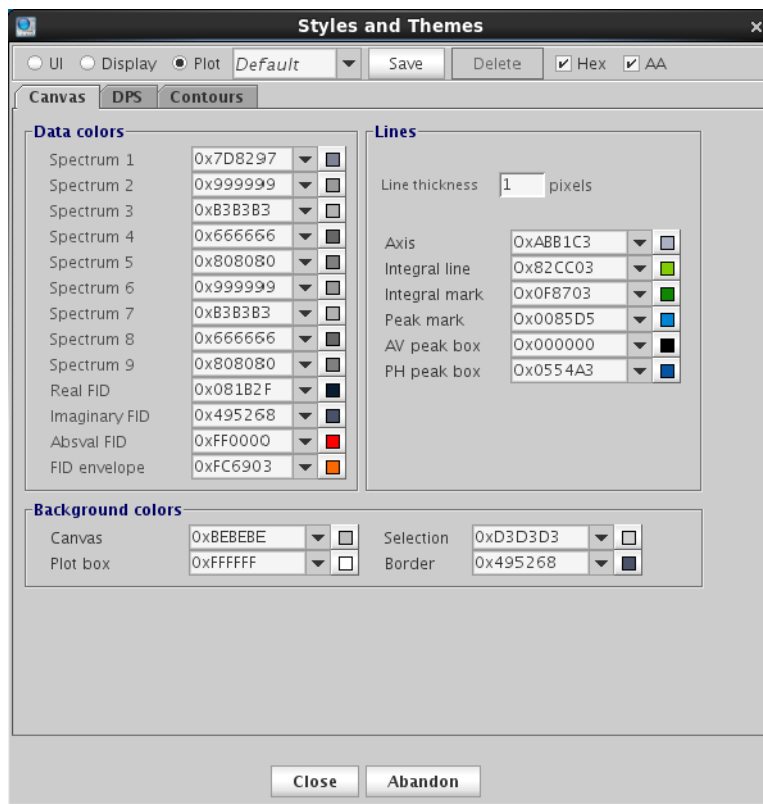 Styles and Themes
UI Display Plot Default Save Delete Hex AA
Canvas DPS Contours
Data colors
Spectrum 1 0x7D8297
Spectrum 2 0x999999
Spectrum 3 0xB3B3B3
Spectrum 4 0x666666
Spectrum 5 0x808080
Spectrum 6 0x999999
Spectrum 7 0xB3B3B3
Spectrum 8 0x666666
Spectrum 9 0x808080
Real FID 0x081B2F
Imaginary FID 0x495268
Absval FID 0xFF0000
FID envelope 0xFC6903
Lines
Line thickness 1 pixels
Axis 0xABB1C3
Integral line 0x82CC03
Integral mark 0x0F8703
Peak mark 0x0085D5
AV peak box 0x000000
PH peak box 0x0554A3
Background colors
Canvas 0xBEBEBE Selection 0xD3D3D3
Plot box 0xFFFFFF Border 0x495268
Close Abandon